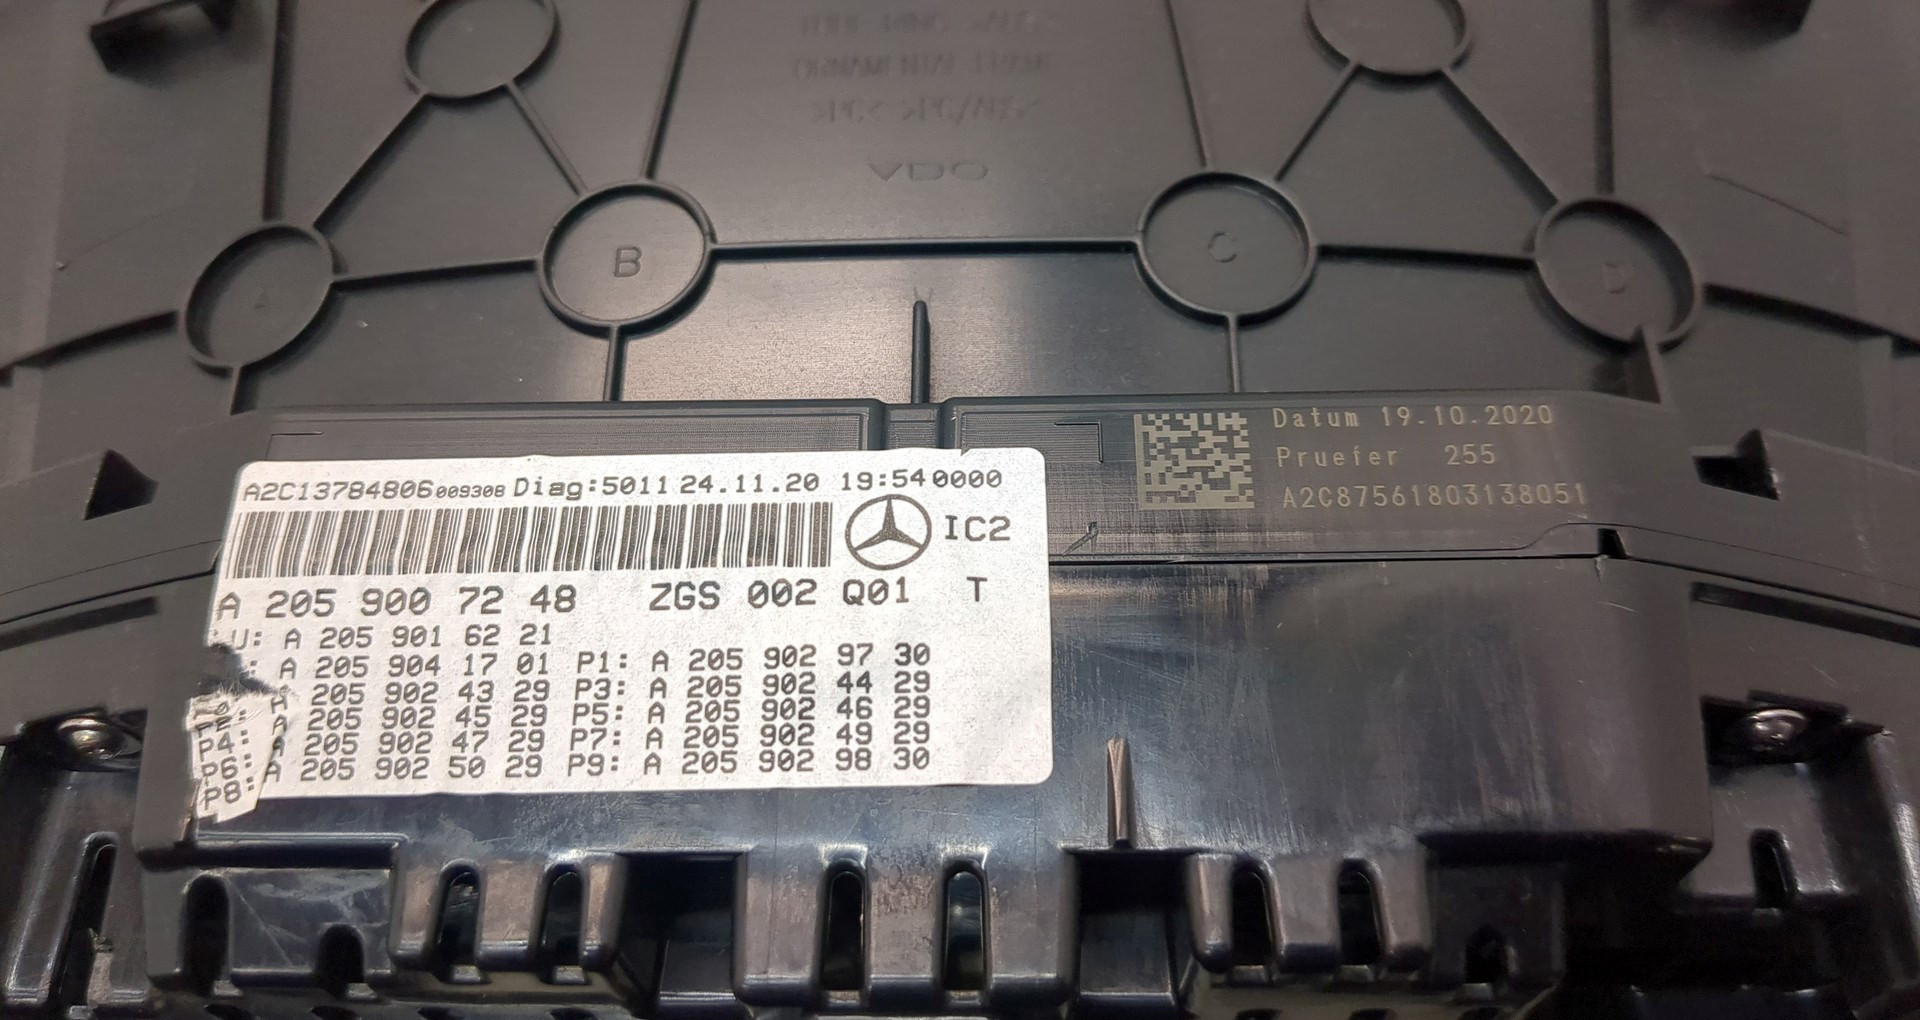 >PC< >PC/ABS<
VDO
A
B
C
D
Datum 19.10.2020
Pruefer 255
A2C87561803138051
A2C13784806009308 Diag:5011 24.11.20 19:54 0000
IC2
A 205 900 72 48 ZGS 002 Q01 T
U: A 205 901 62 21
: A 205 904 17 01 P1: A 205 902 97 30
A 205 902 43 29 P3: A 205 902 44 29
A 205 902 45 29 P5: A 205 902 46 29
P4: A 205 902 47 29 P7: A 205 902 49 29
P6: A 205 902 50 29 P9: A 205 902 98 30
P8: